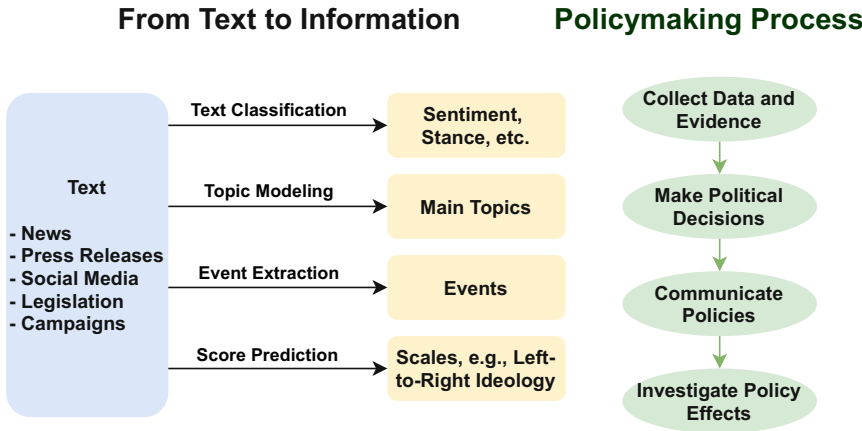 From Text to Information
Policymaking Process
Text
- News
- Press Releases
- Social Media
- Legislation
- Campaigns
Text Classification
Sentiment,
Stance, etc.
Topic Modeling
Main Topics
Event Extraction
Events
Score Prediction
Scales, e.g., Left-
to-Right Ideology
Collect Data and
Evidence
Make Political
Decisions
Communicate
Policies
Investigate Policy
Effects